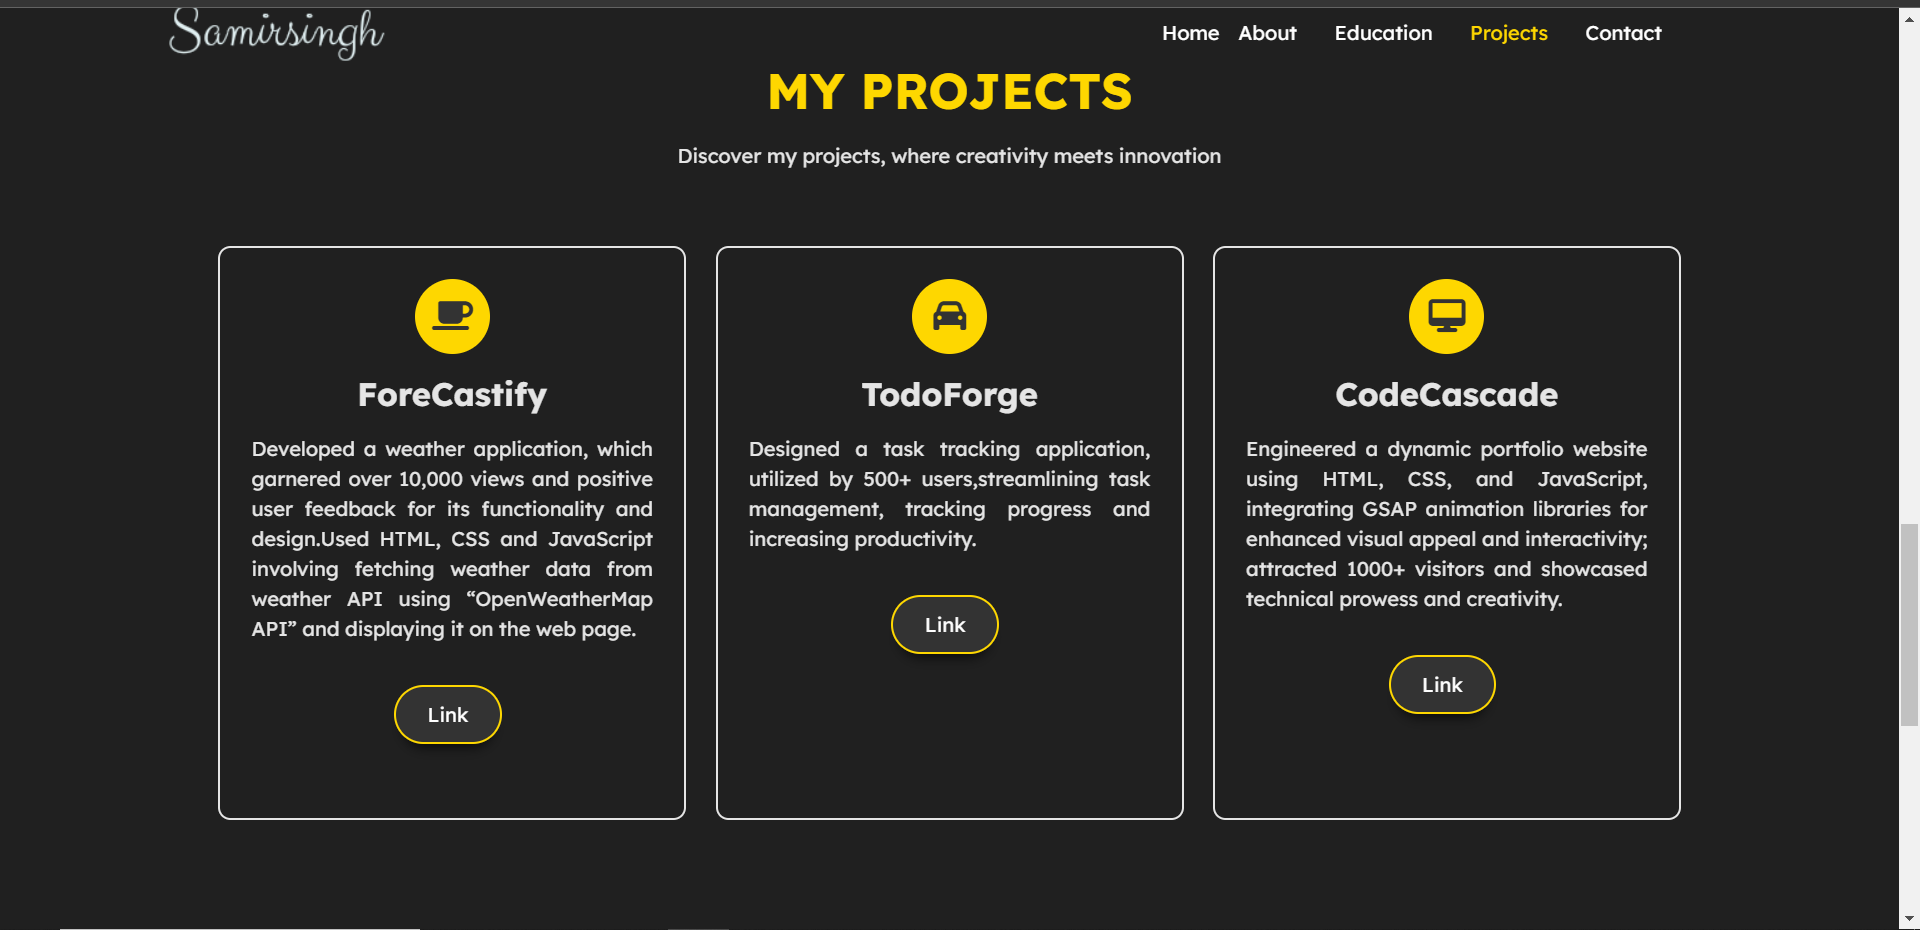 Samirsingh
Home About Education Projects Contact
MY PROJECTS
Discover my projects, where creativity meets innovation
ForeCastify
Developed a weather application, which
garnered over 10,000 views and positive
user feedback for its functionality and
design.Used HTML, CSS and JavaScript
involving fetching weather data from
weather API using “OpenWeatherMap
API” and displaying it on the web page.
Link
TodoForge
Designed a task tracking application,
utilized by 500+ users,streamlining task
management, tracking progress and
increasing productivity.
Link
CodeCascade
Engineered a dynamic portfolio website
using HTML, CSS, and JavaScript,
integrating GSAP animation libraries for
enhanced visual appeal and interactivity;
attracted 1000+ visitors and showcased
technical prowess and creativity.
Link